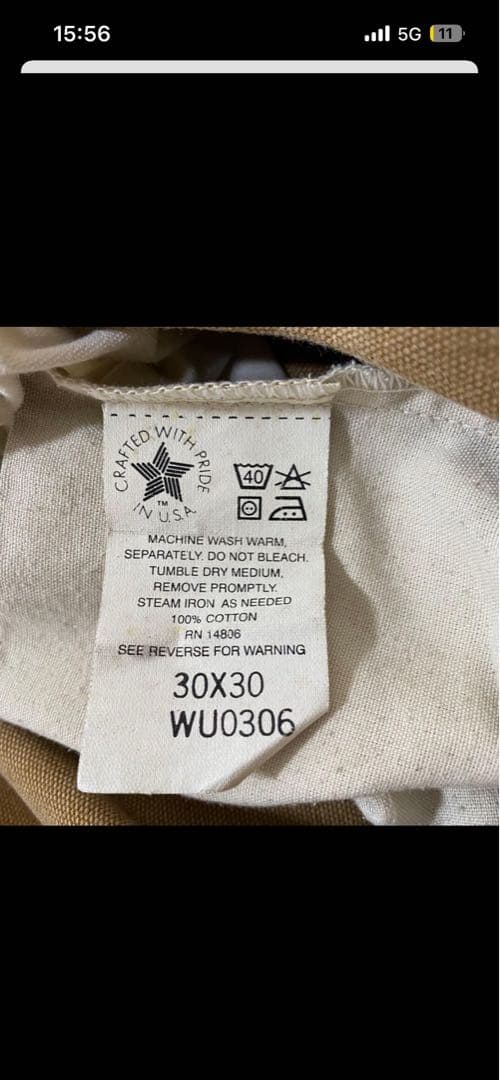 15:56
5G
11
CRAFTED WITH PRIDE
IN U.S.A.
TM
40
MACHINE WASH WARM,
SEPARATELY. DO NOT BLEACH.
TUMBLE DRY MEDIUM,
REMOVE PROMPTLY.
STEAM IRON AS NEEDED
100% COTTON
RN 14806
SEE REVERSE FOR WARNING
30X30
WU0306